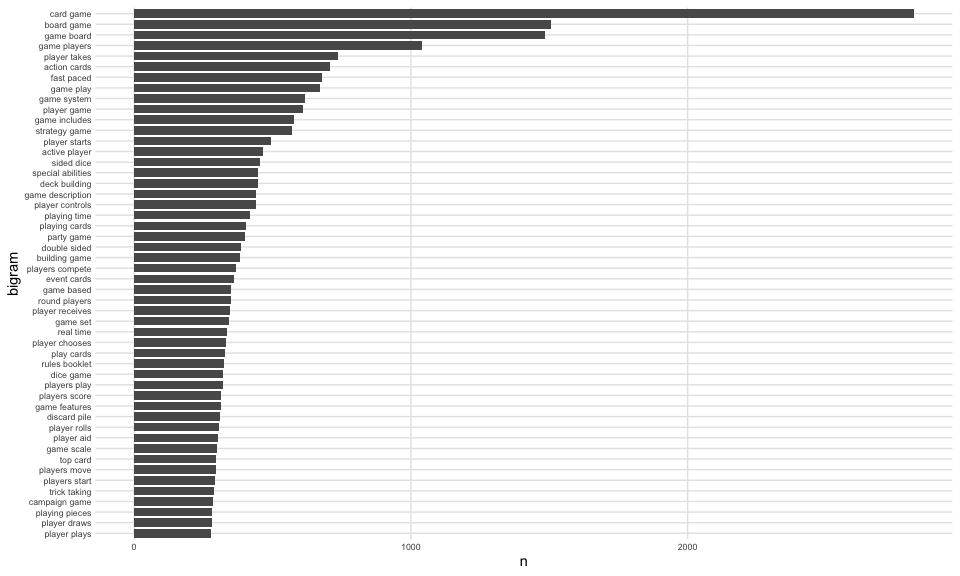 card game
board game
game board
game players
player takes
action cards
fast paced
game play
game system
player game
game includes
strategy game
player starts
active player
sided dice
special abilities
deck building
game description
player controls
playing time
playing cards
party game
double sided
building game
players compete
event cards
game based
round players
player receives
game set
real time
player chooses
play cards
rules booklet
dice game
players play
players score
game features
discard pile
player rolls
player aid
game scale
top card
players move
players start
trick taking
campaign game
playing pieces
player draws
player plays
bigram
0 1000 2000
n